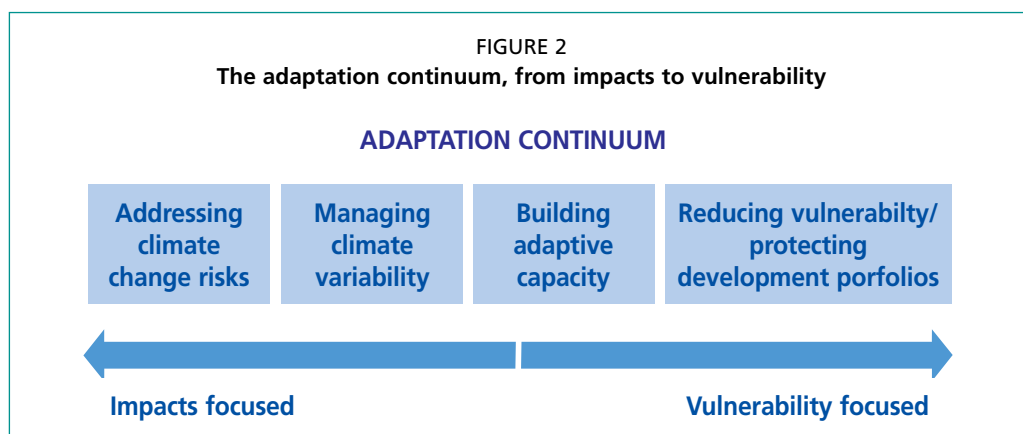 FIGURE 2
The adaptation continuum, from impacts to vulnerability
ADAPTATION CONTINUUM
Addressing
climate
change risks
Managing
climate
variability
Building
adaptive
capacity
Reducing vulnerabilty/
protecting
development porfolios
Impacts focused
Vulnerability focused